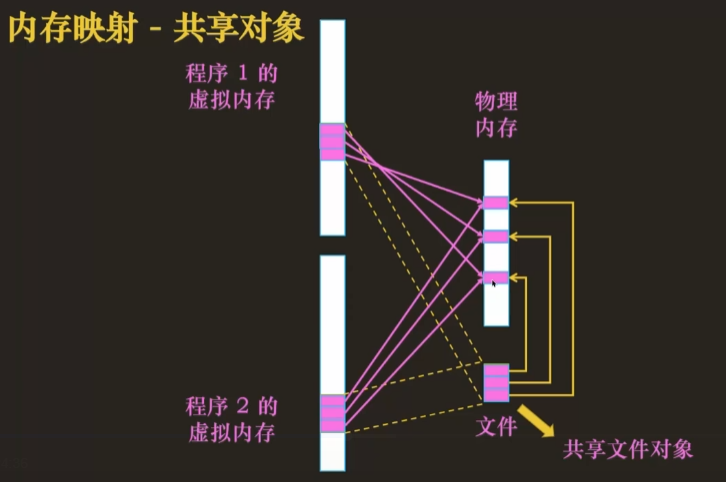 内存映射 - 共享对象
程序 1 的
虚拟内存
物理
内存
程序 2 的
虚拟内存
文件
共享文件对象